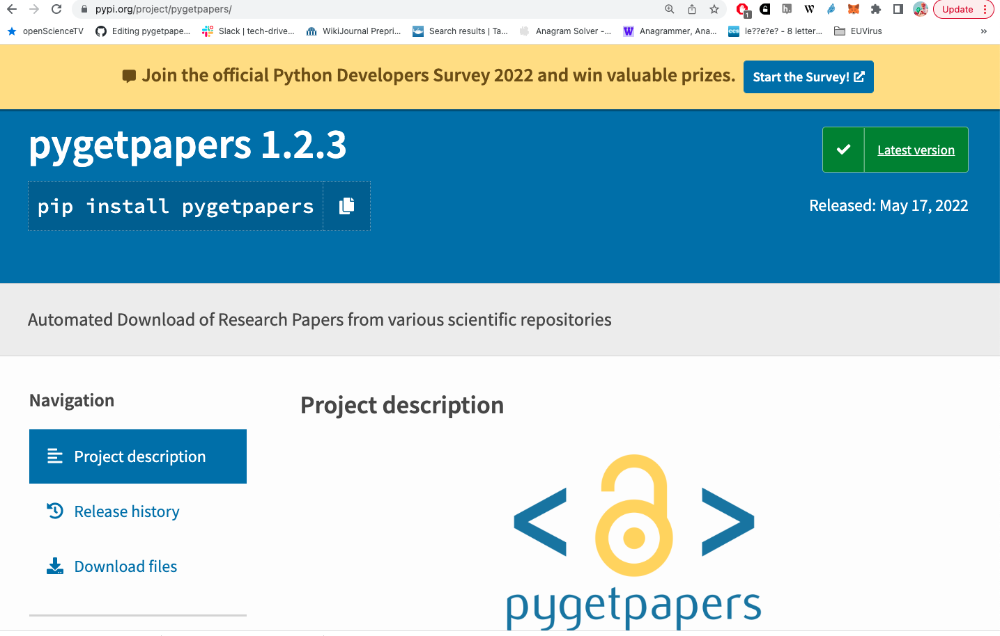 pypi.org/project/pygetpapers/
1
Update
openScienceTV
Editing pygetpape...
Slack | tech-drive...
WikiJournal Prepri...
Search results | Ta...
Anagram Solver -...
Anagrammer, Ana...
le??e?e? - 8 letter...
EUVirus
»
Join the official Python Developers Survey 2022 and win valuable prizes.
Start the Survey!
pygetpapers 1.2.3
Latest version
pip install pygetpapers
Released: May 17, 2022
Automated Download of Research Papers from various scientific repositories
Navigation
Project description
Project description
Release history
Download files
< >
pygetpapers